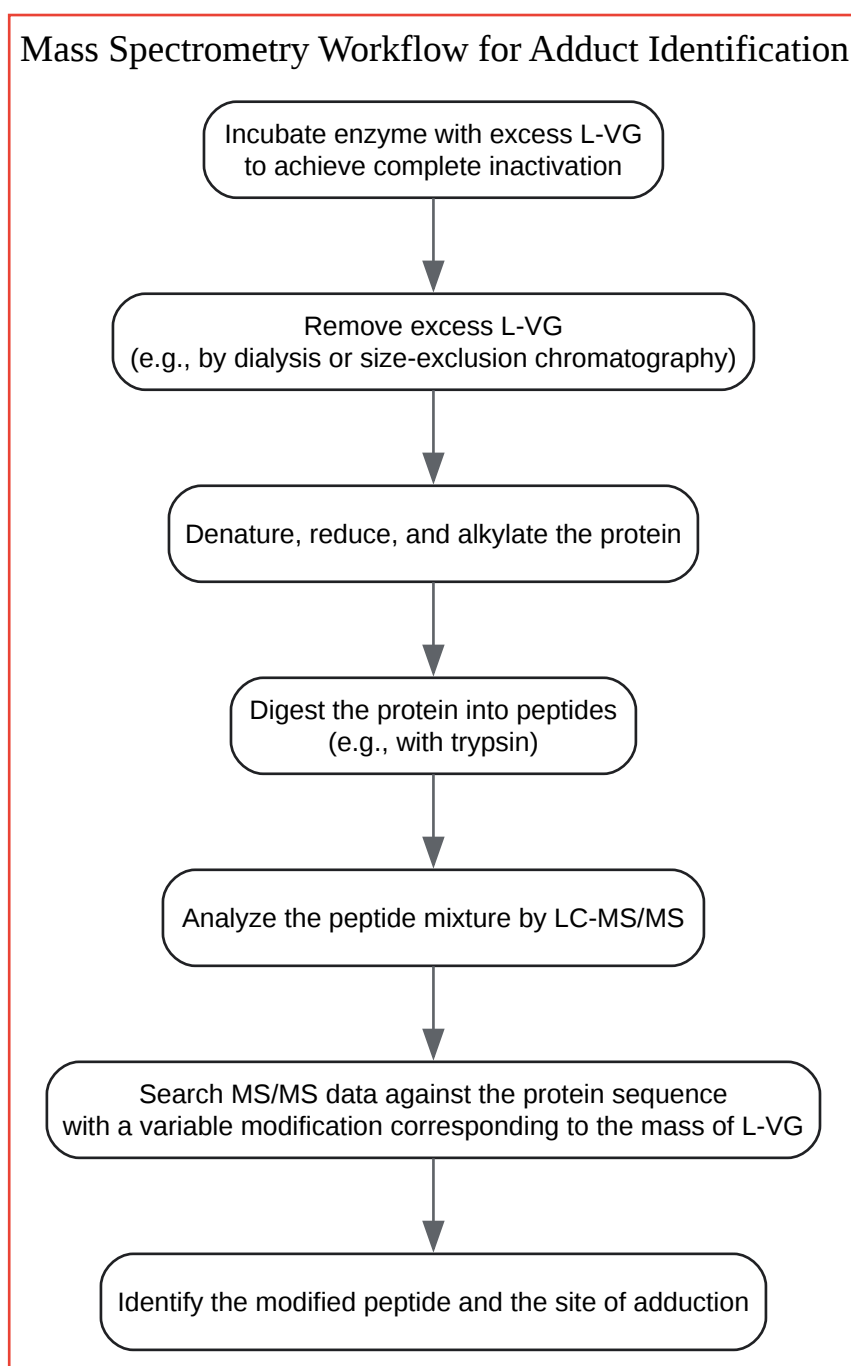 Mass Spectrometry Workflow for Adduct Identification
Incubate enzyme with excess L-VG
to achieve complete inactivation
Remove excess L-VG
(e.g., by dialysis or size-exclusion chromatography)
Denature, reduce, and alkylate the protein
Digest the protein into peptides
(e.g., with trypsin)
Analyze the peptide mixture by LC-MS/MS
Search MS/MS data against the protein sequence
with a variable modification corresponding to the mass of L-VG
Identify the modified peptide and the site of adduction